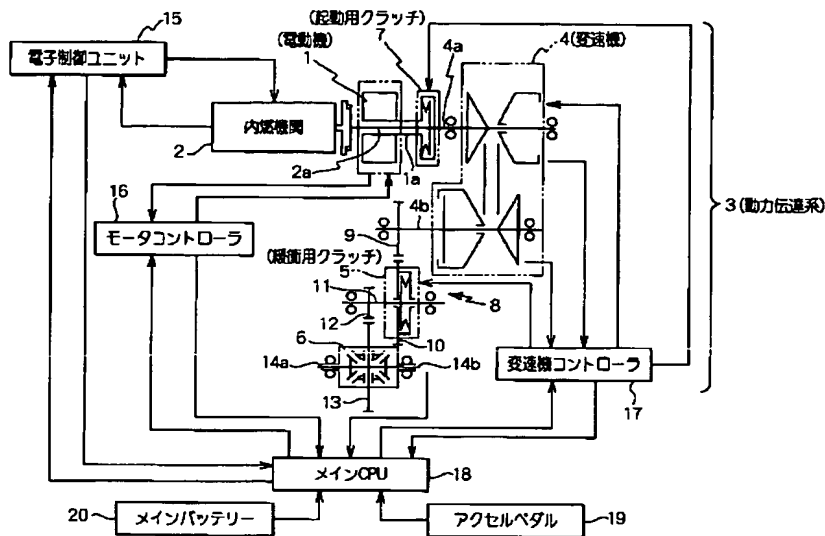 15
(起動用クラッチ)
(電動機)
7
電子制御ユニット
1
4a
4(変速機)
内燃機関
2
2a
1a
16
モータコントローラ
4b
3(動力伝達系)
9
(緩衝用クラッチ)
5
11
8
12
10
6
14a
14b
変速機コントローラ
13
17
メインCPU
18
20
メインバッテリー
アクセルペダル
19